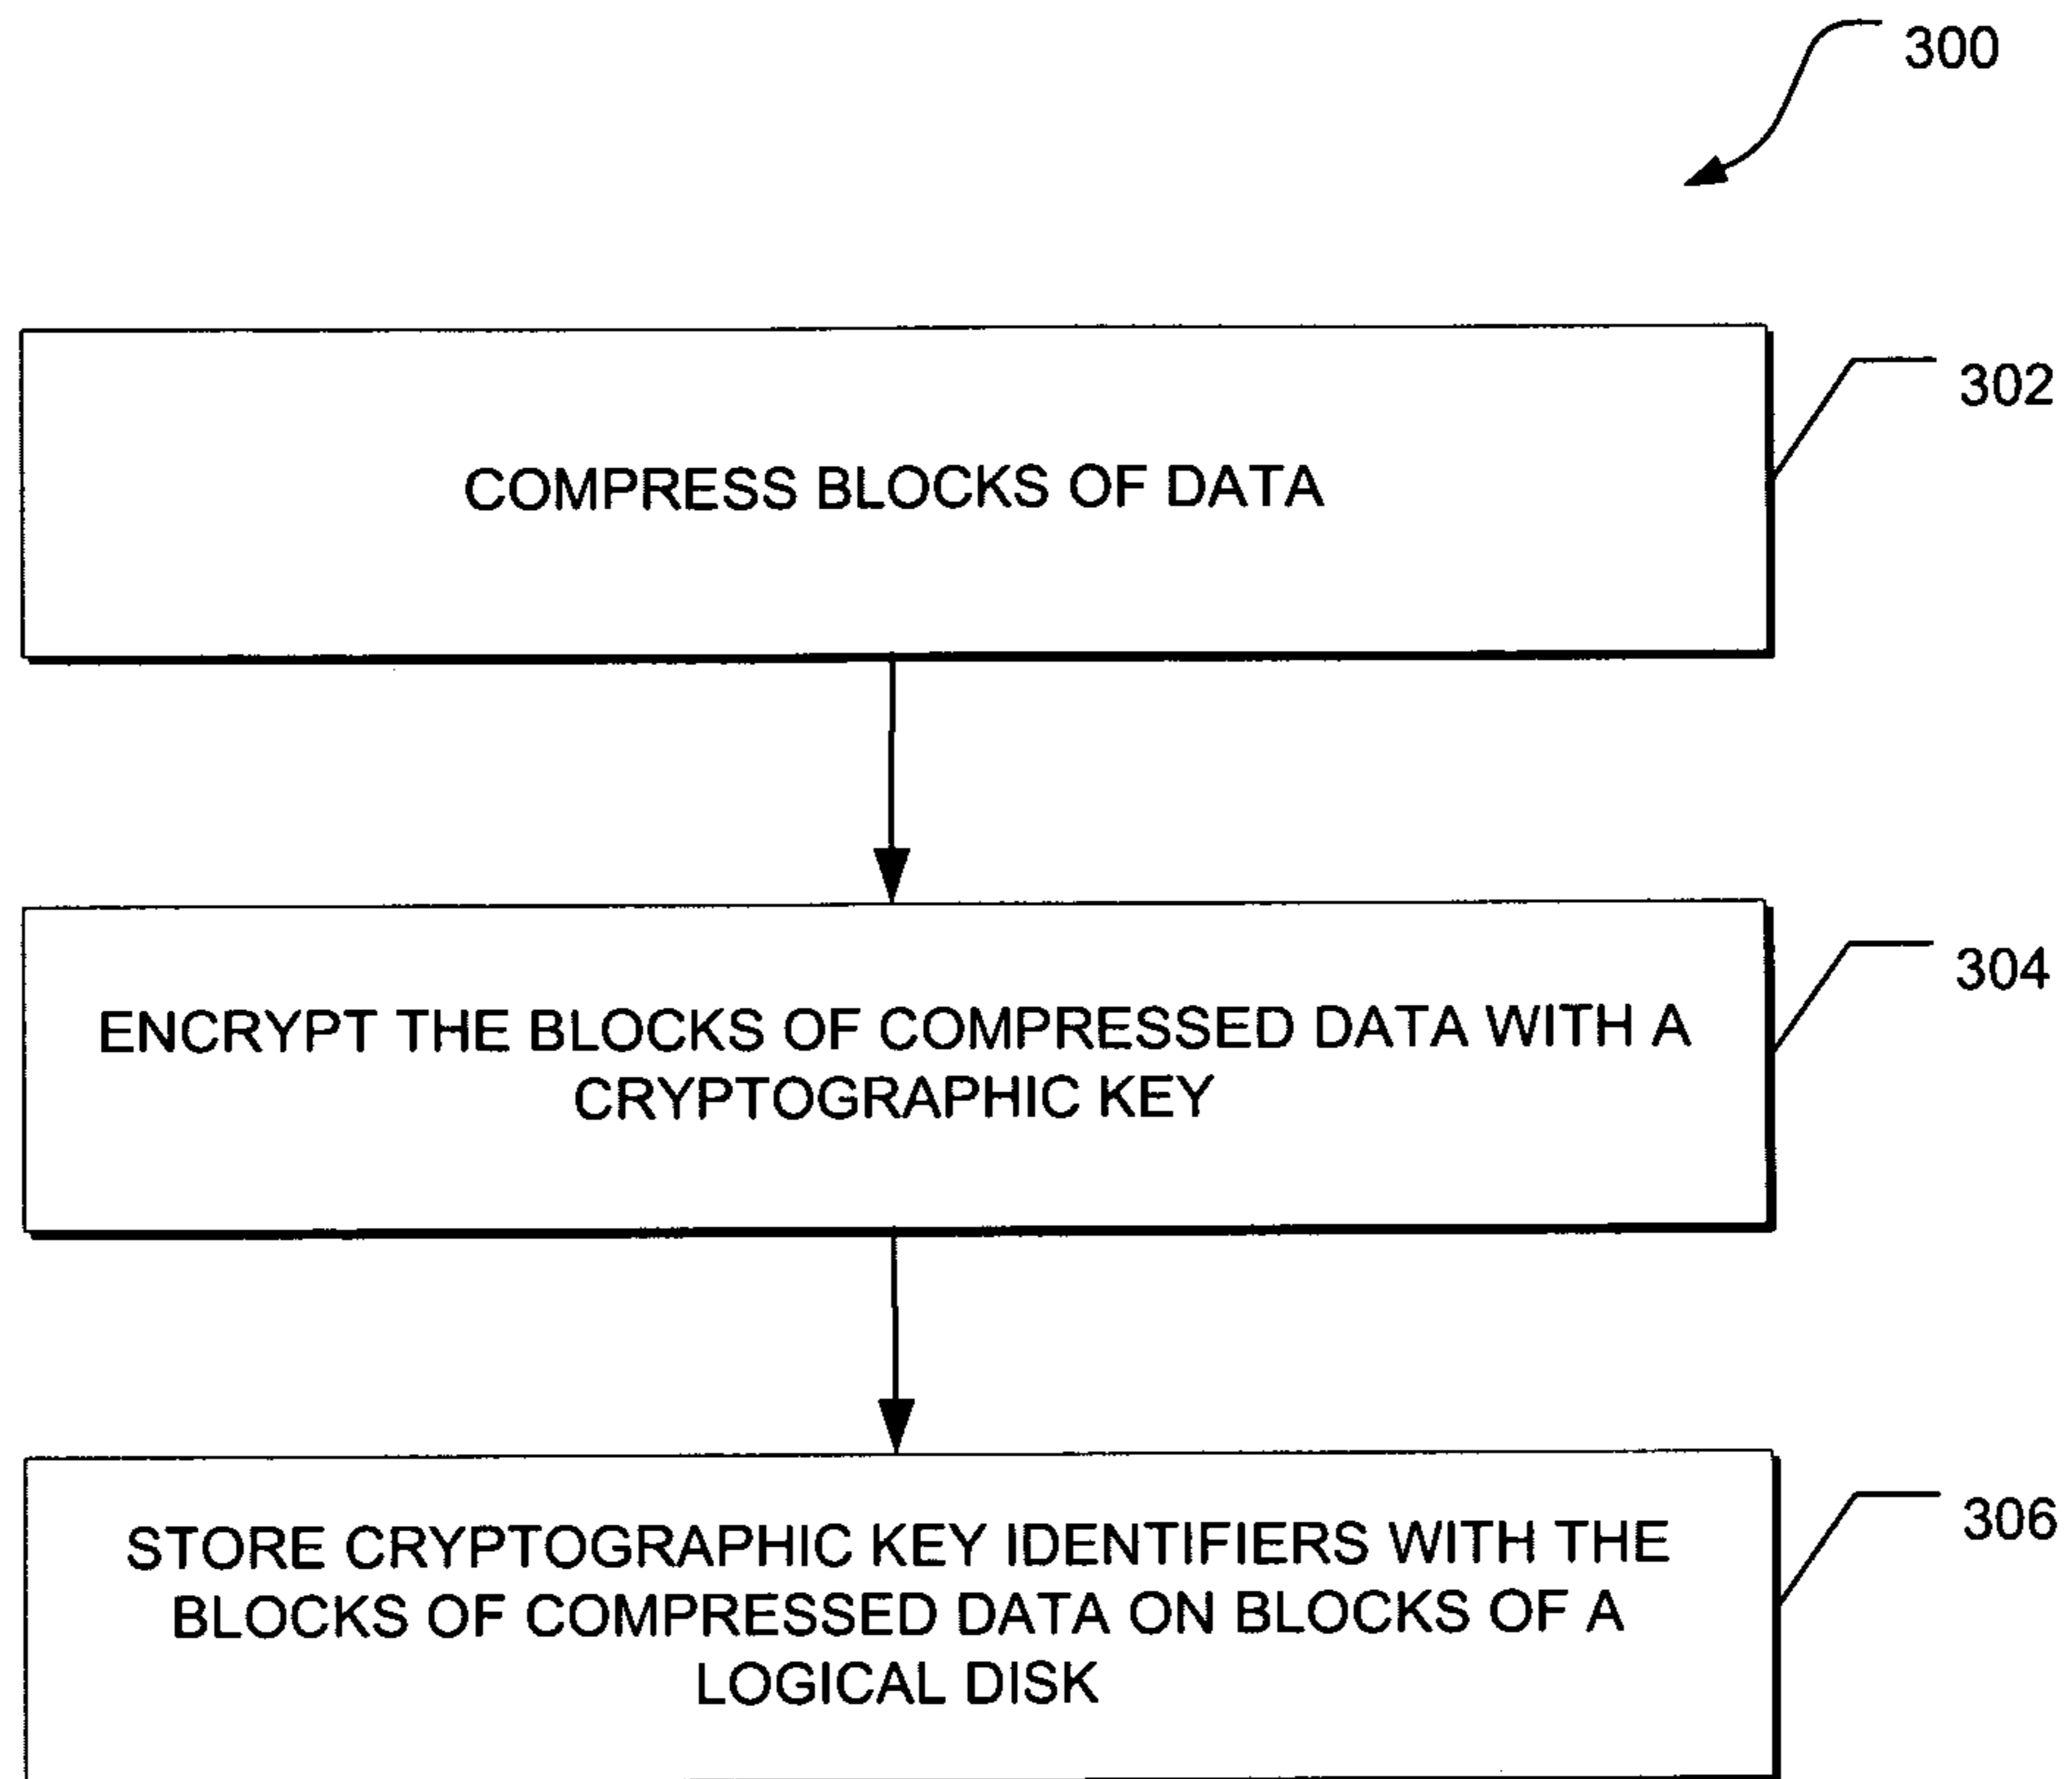 300
302
COMPRESS BLOCKS OF DATA
304
ENCRYPT THE BLOCKS OF COMPRESSED DATA WITH A
CRYPTOGRAPHIC KEY
306
STORE CRYPTOGRAPHIC KEY IDENTIFIERS WITH THE
BLOCKS OF COMPRESSED DATA ON BLOCKS OF A
LOGICAL DISK